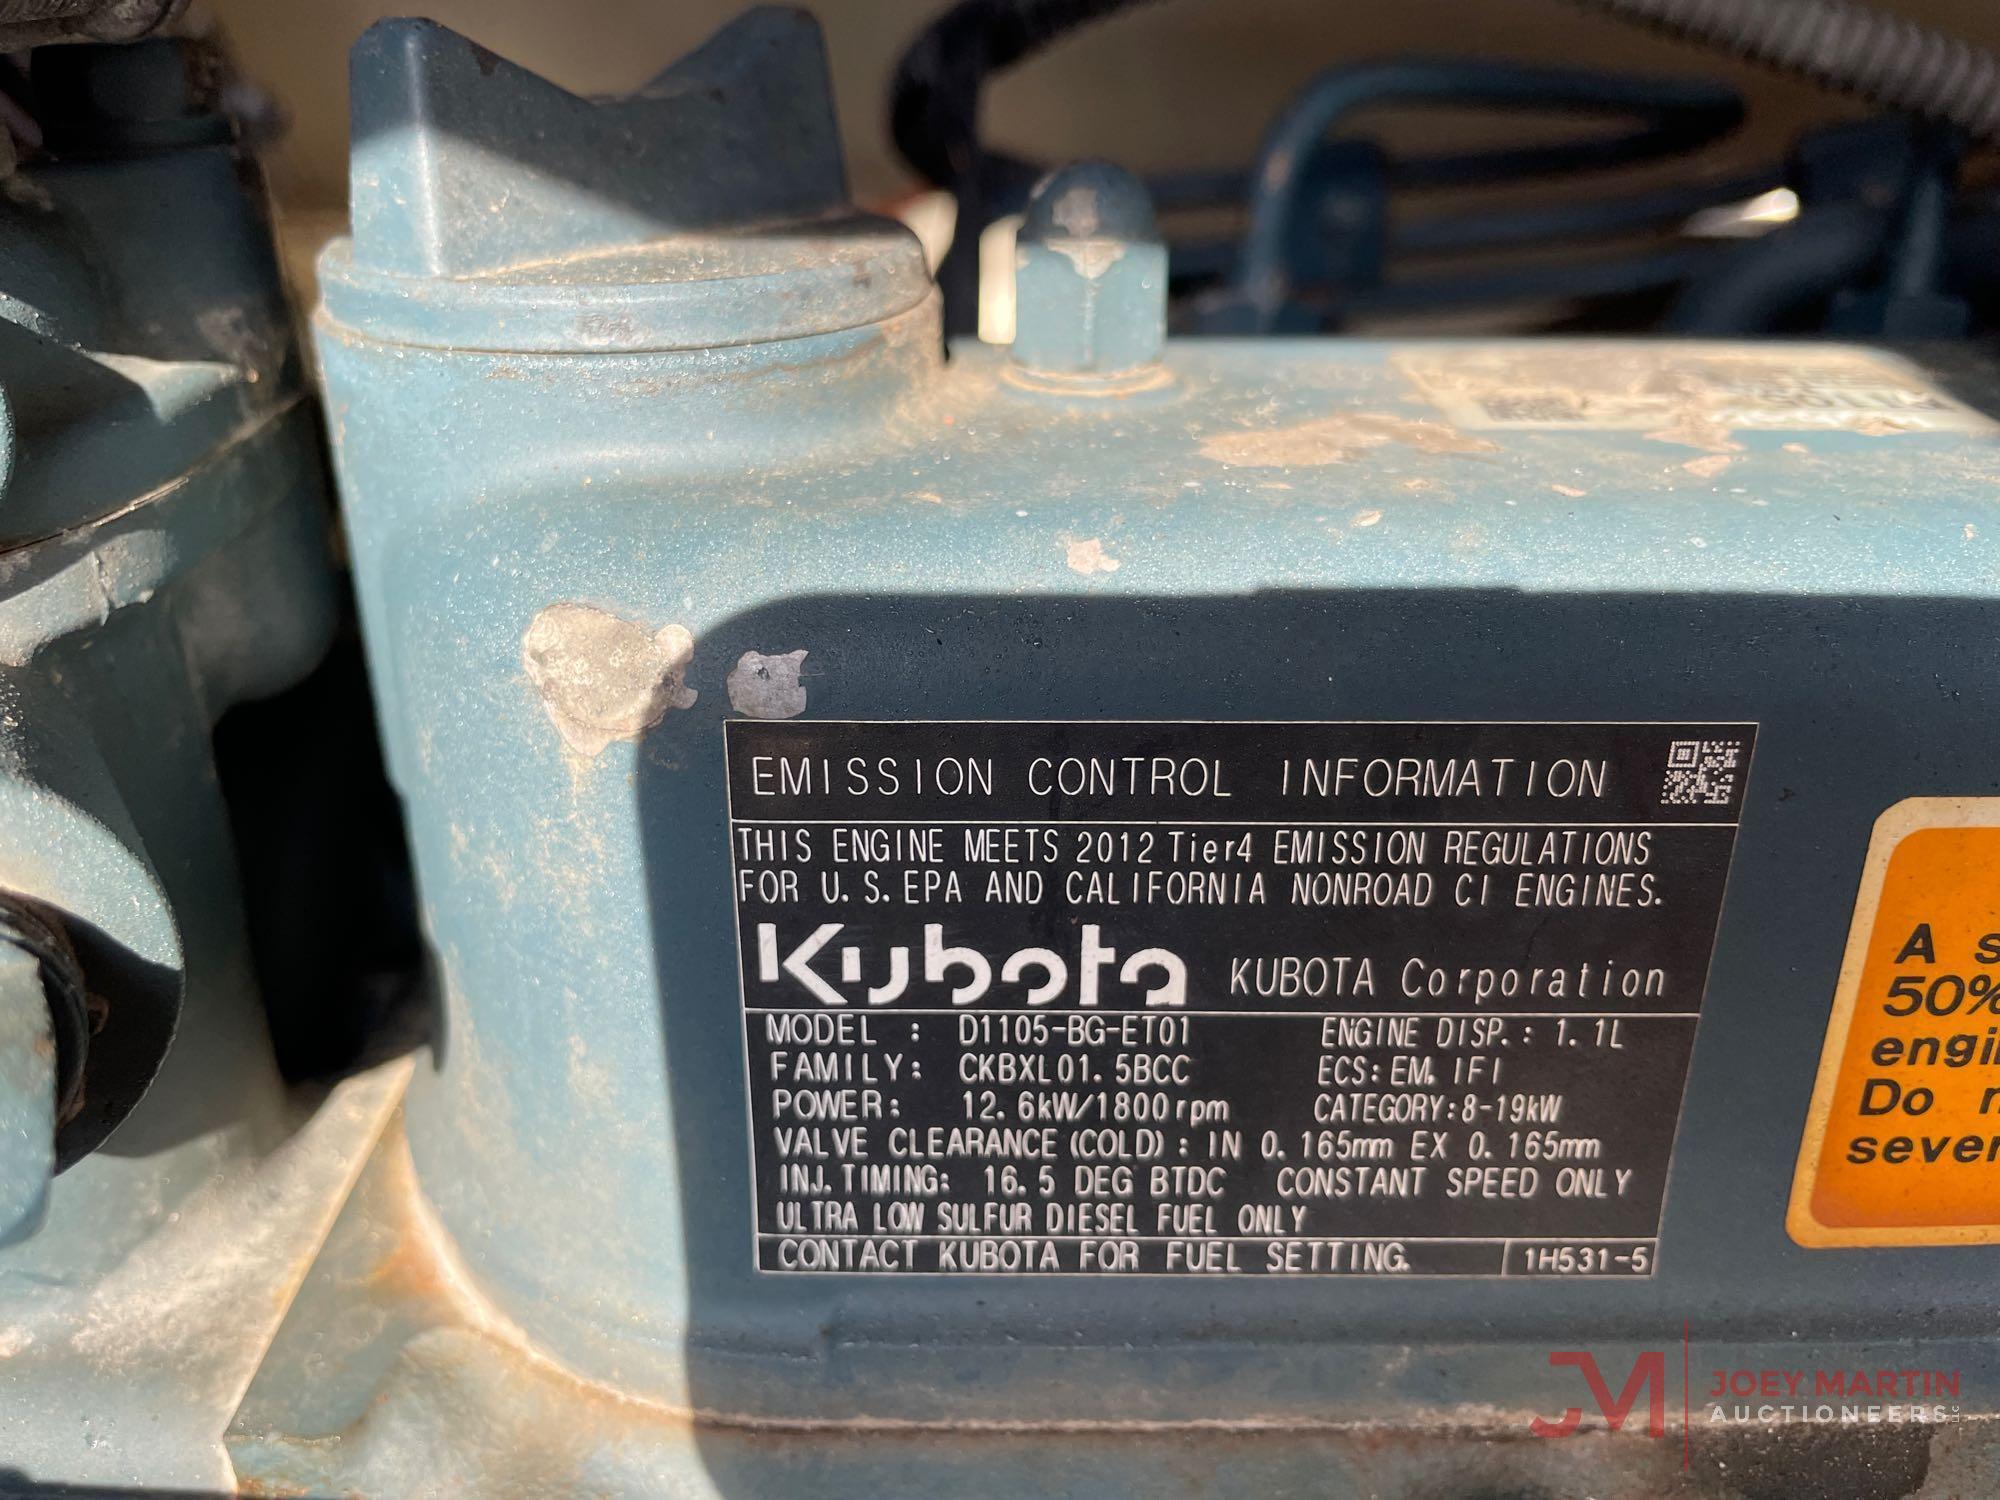 EMISSION CONTROL INFORMATION
THIS ENGINE MEETS 2012 Tier4 EMISSION REGULATIONS
FOR U.S.EPA AND CALIFORNIA NONROAD CI ENGINES.
Kubota KUBOTA Corporation
MODEL : D1105-BG-ET01 ENGINE DISP.: 1.1L
FAMILY: CKBXL01.5BCC ECS:EM, IFI
POWER: 12.6kW/1800rpm CATEGORY:8-19kW
VALVE CLEARANCE(COLD): IN 0.165mm EX 0.165mm
INJ.TIMING: 16.5 DEG BTDC CONSTANT SPEED ONLY
ULTRA LOW SULFUR DIESEL FUEL ONLY
CONTACT KUBOTA FOR FUEL SETTING. 1H531-5
A s
50%
engi
Do
sever
JM JOEY MARTIN
AUCTIONEERS LLC